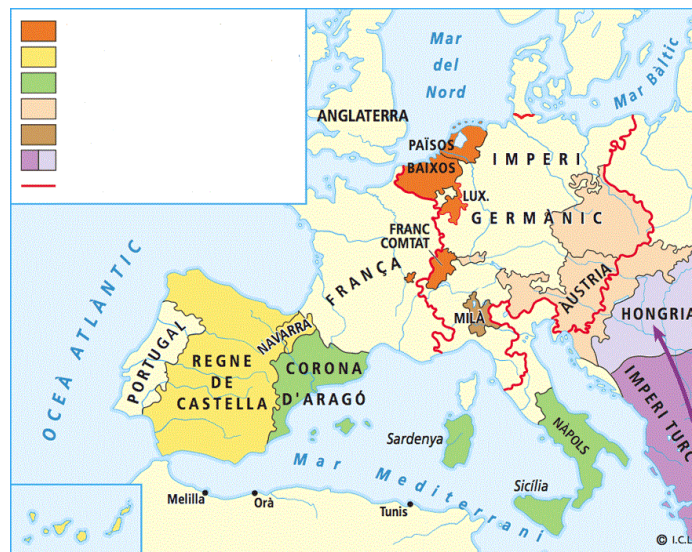 Mar
del
Nord
Mar Bàltic
ANGLATERRA
PAÏSOS
BAIXOS
IMPERI
GERMÀNIC
LUX.
FRANC
COMTAT
FRANÇA
OCEÀ ATLÀNTIC
ÀUSTRIA
HONGRIA
MILÀ
NAVARRA
PORTUGAL
REGNE
DE
CASTELLA
CORONA
D'ARAGÓ
IMPERI TURC
NÀPOLS
Sardenya
Mar Mediterrani
Sicília
Melilla
Orà
Tunis
© I.C.L